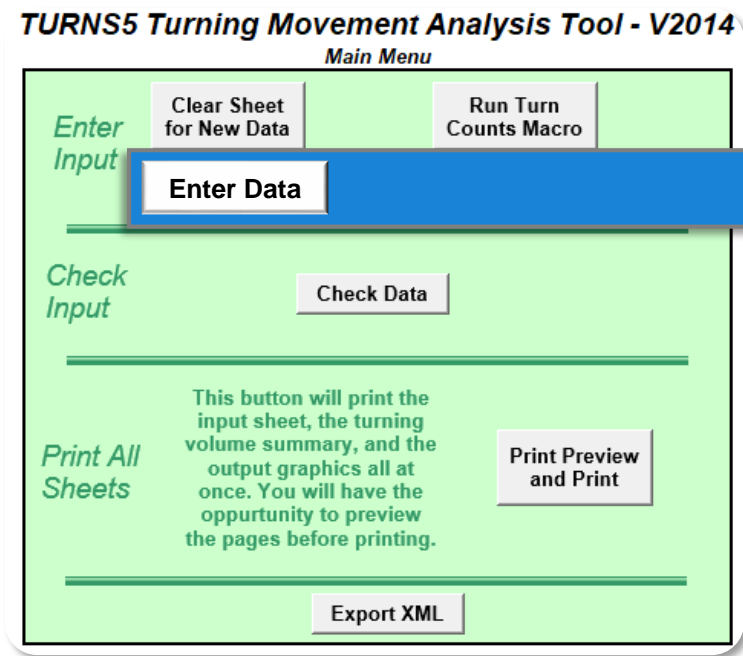 TURNS5 Turning Movement Analysis Tool - V2014
Main Menu
Enter
Input
Clear Sheet
for New Data
Run Turn
Counts Macro
Enter Data
Check
Input
Check Data
Print All
Sheets
This button will print the
input sheet, the turning
volume summary, and the
output graphics all at
once. You will have the
oppurtunity to preview
the pages before printing.
Print Preview
and Print
Export XML